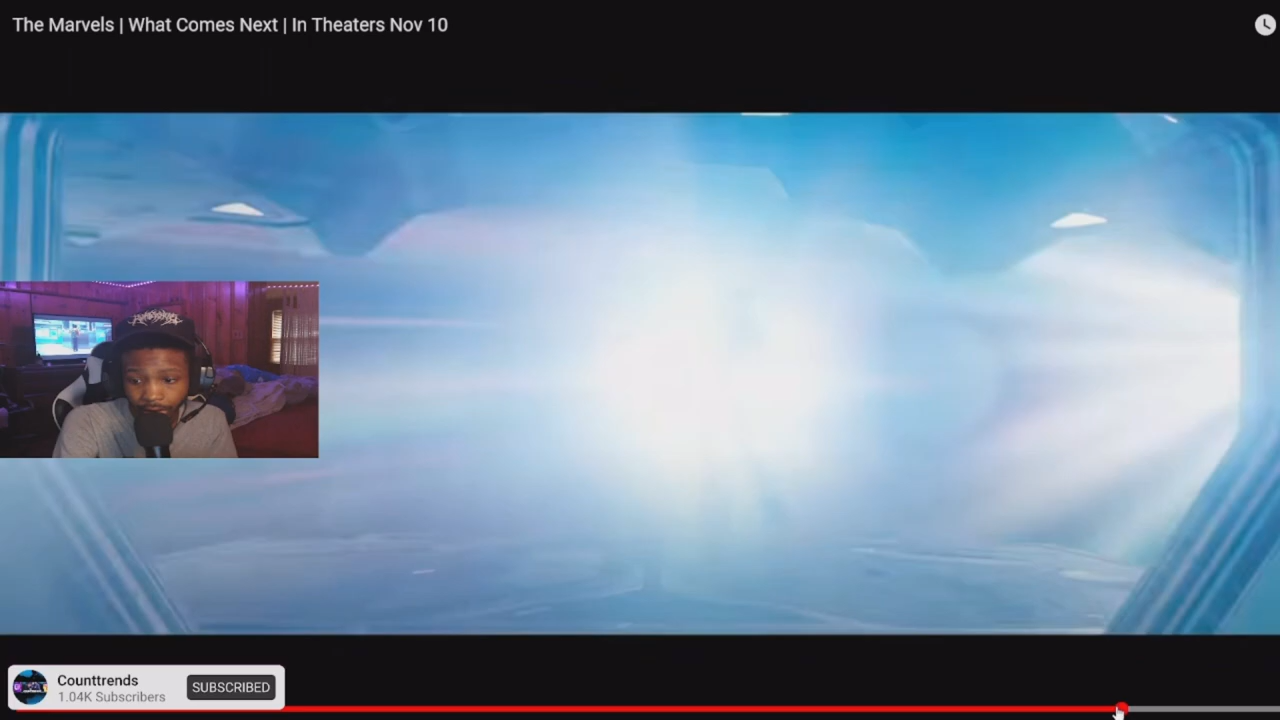 The Marvels | What Comes Next | In Theaters Nov 10
Counttrends
1.04K Subscribers
SUBSCRIBED